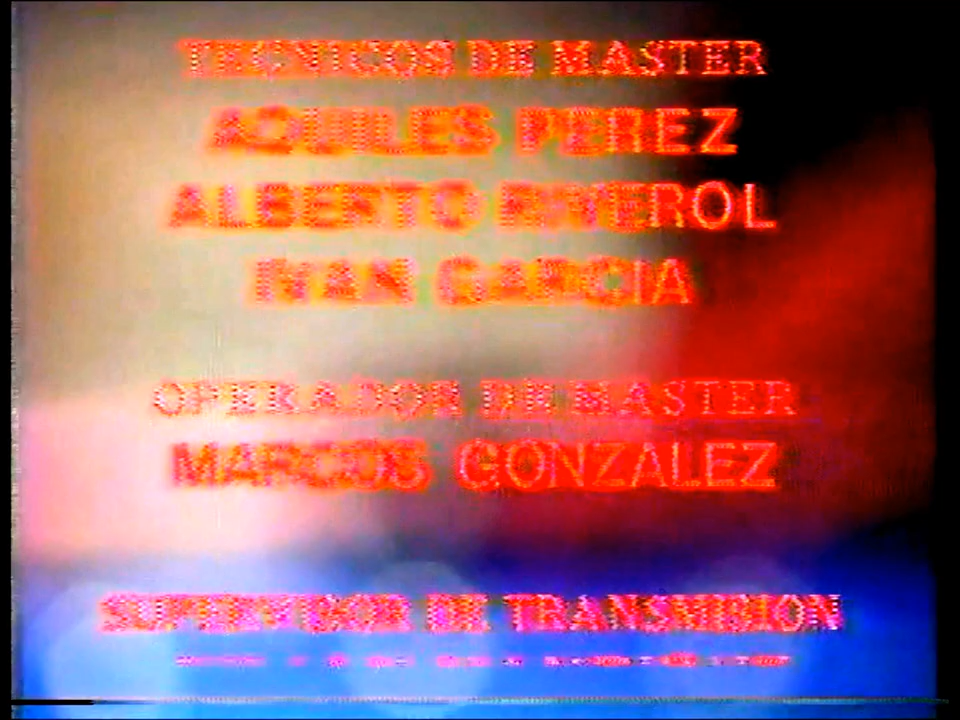 TECNICOS DE MASTER
AQUILES PEREZ
ALBERTO RIVEROL
IVAN GARCIA
OPERADOR DE MASTER
MARCOS GONZALEZ
SUPERVISOR DE TRANSMISION